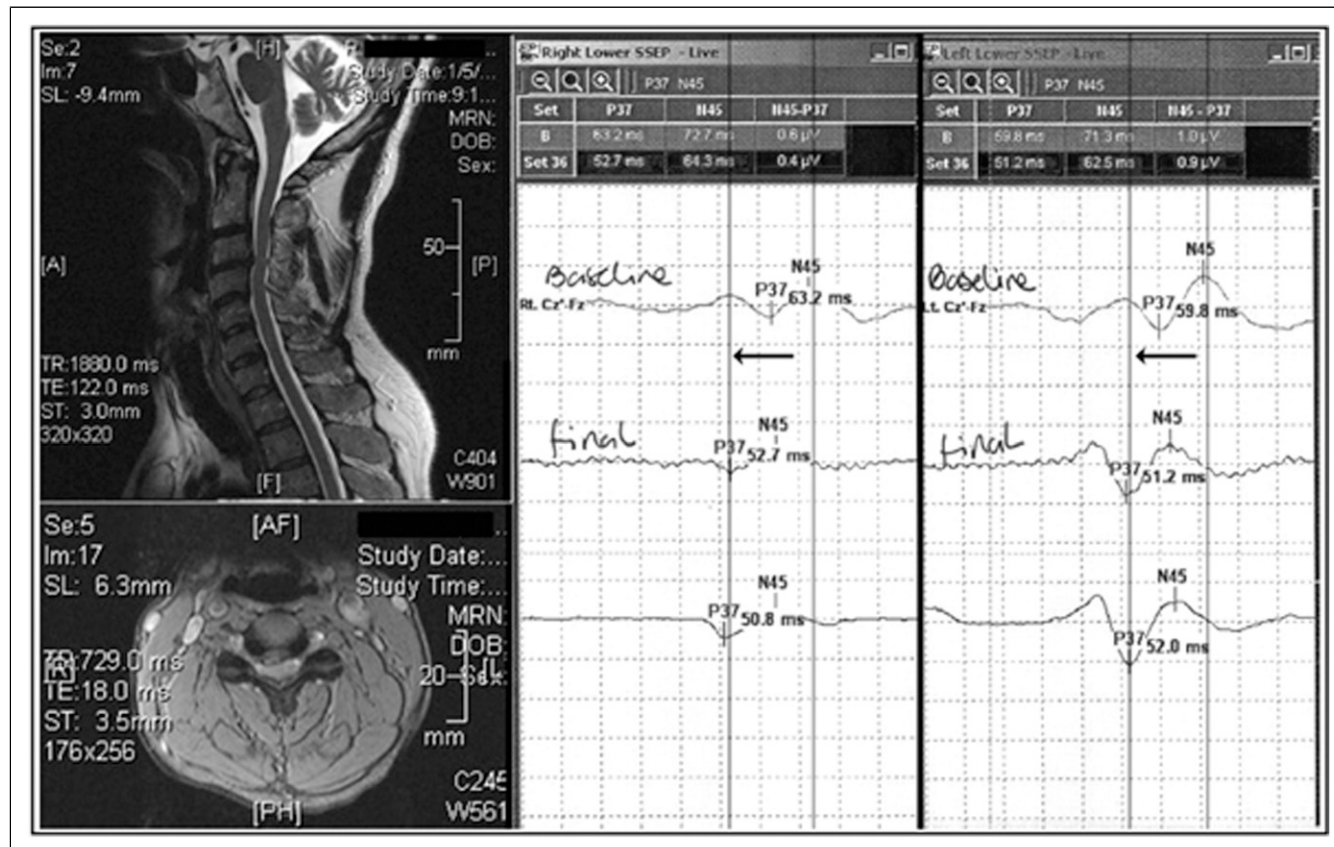 Se:2
Im:7
SL: -9.4mm
[H]
Study Date:1/5/...
Study Time:9:1...
MRN:
DOB:
Sex:
[A]
50
[P]
mm
TR:1880.0 ms
TE:122.0 ms
ST: 3.0mm
320x320
[F]
C404
W901
Se:5
Im:17
SL: 6.3mm
[AF]
Study Date:...
Study Time:...
MRN:
DOB:
20
Sex:
[L]
[R]
TR:729.0 ms
TE:18.0 ms
ST: 3.5mm
176x256
mm
[PH]
C245
W561
Right Lower SSEP - Live
P37 N45
Set P37 N45 N45-P37
B 63.2 ms 72.7 ms 0.6 µV
Set 36 52.7 ms 64.3 ms 0.4 µV
Baseline
Rt. Cz'-Fz
N45
P37
63.2 ms
final
N45
P37
52.7 ms
N45
P37
50.8 ms
Left Lower SSEP - Live
P37 N45
Set P37 N45 N45 - P37
B 59.8 ms 71.3 ms 1.0 µV
Set 36 51.2 ms 62.5 ms 0.9 µV
Baseline
Lt. Cz'-Fz
N45
P37
59.8 ms
final
N45
P37
51.2 ms
N45
P37
52.0 ms